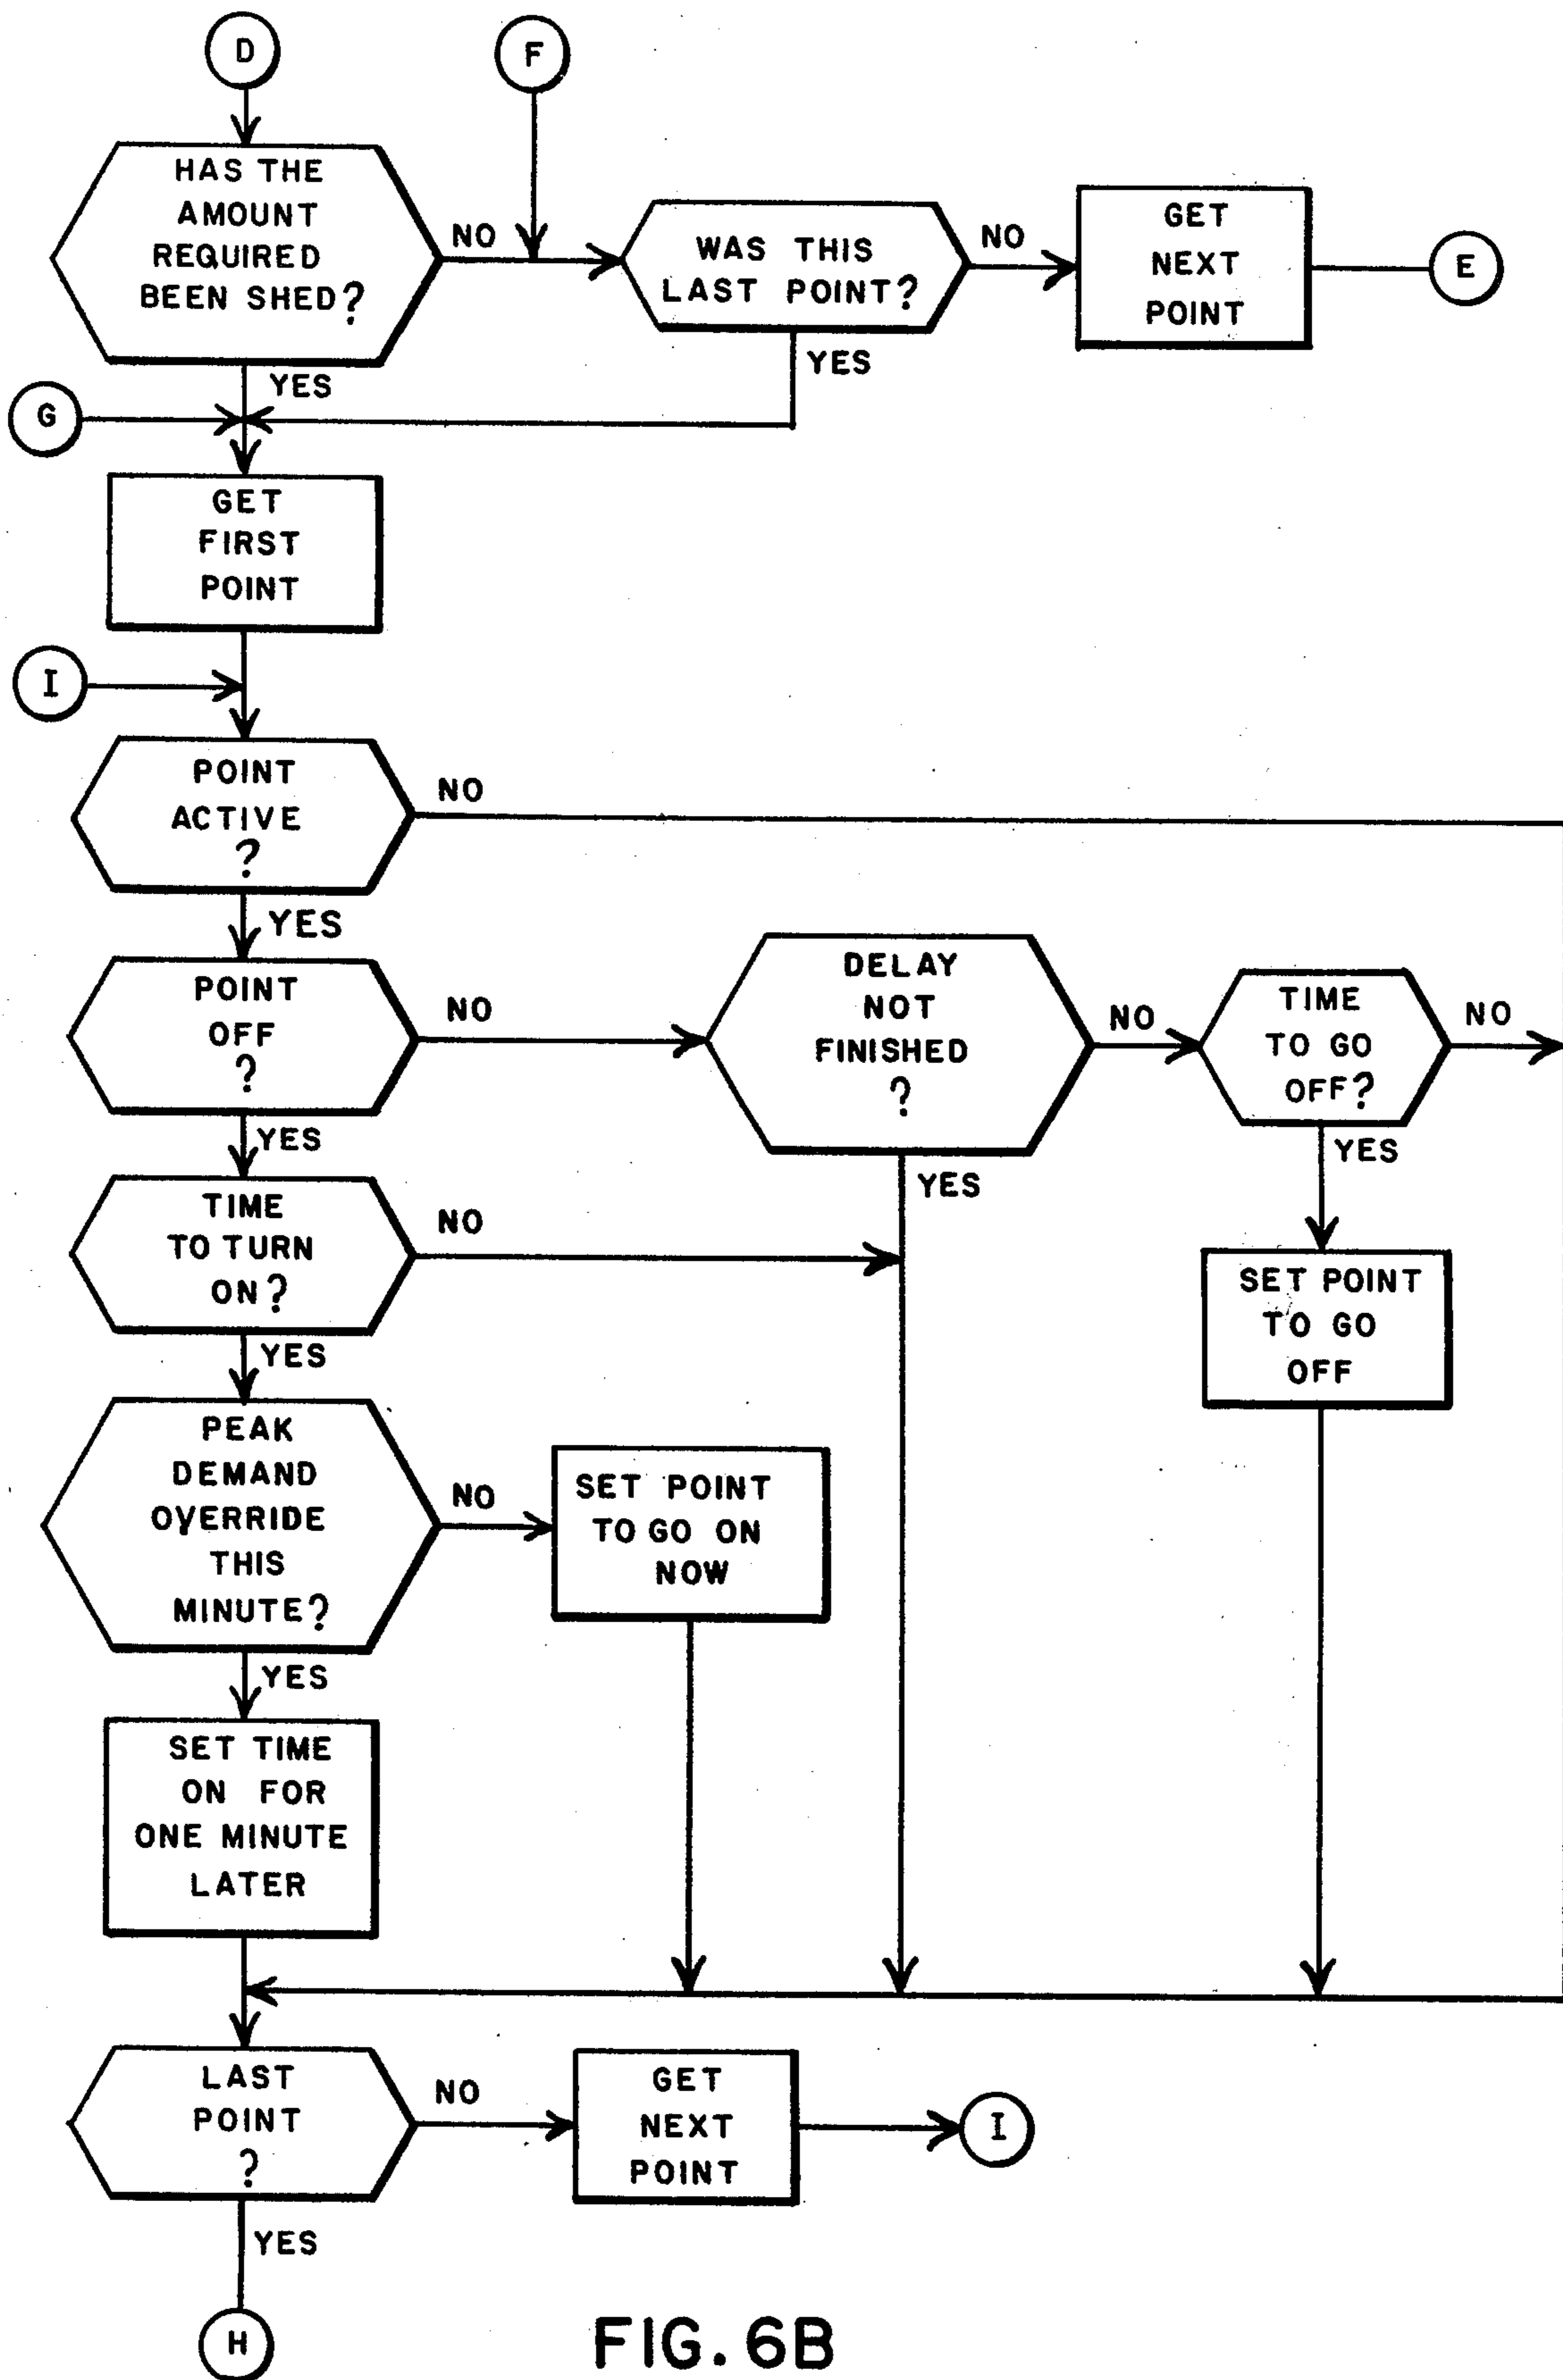 D
F
HAS THE
AMOUNT
REQUIRED
BEEN SHED?
NO
WAS THIS
LAST POINT?
NO
GET
NEXT
POINT
E
YES
YES
G
GET
FIRST
POINT
I
POINT
ACTIVE
?
NO
YES
POINT
OFF
?
NO
DELAY
NOT
FINISHED
?
NO
TIME
TO GO
OFF?
NO
YES
YES
YES
TIME
TO TURN
ON?
NO
SET POINT
TO GO
OFF
YES
PEAK
DEMAND
OVERRIDE
THIS
MINUTE?
NO
SET POINT
TO GO ON
NOW
YES
SET TIME
ON FOR
ONE MINUTE
LATER
LAST
POINT
?
NO
GET
NEXT
POINT
I
YES
H
FIG. 6B